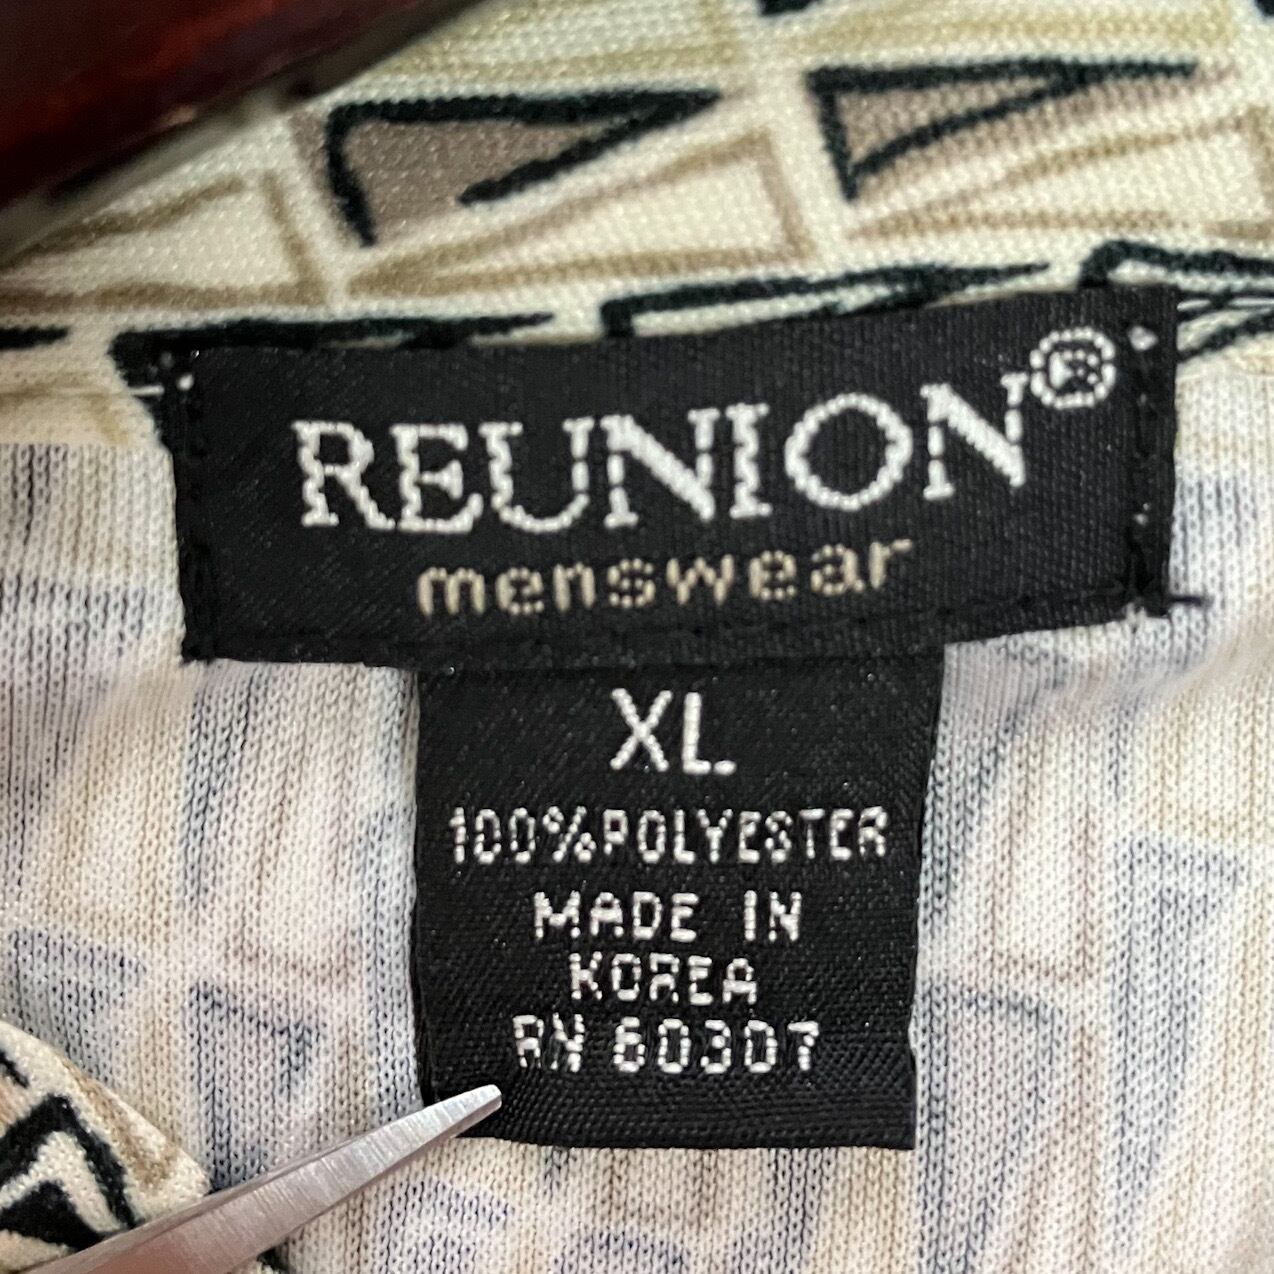 REUNION®
menswear
XL.
100%POLYESTER
MADE IN
KOREA
RN 60307